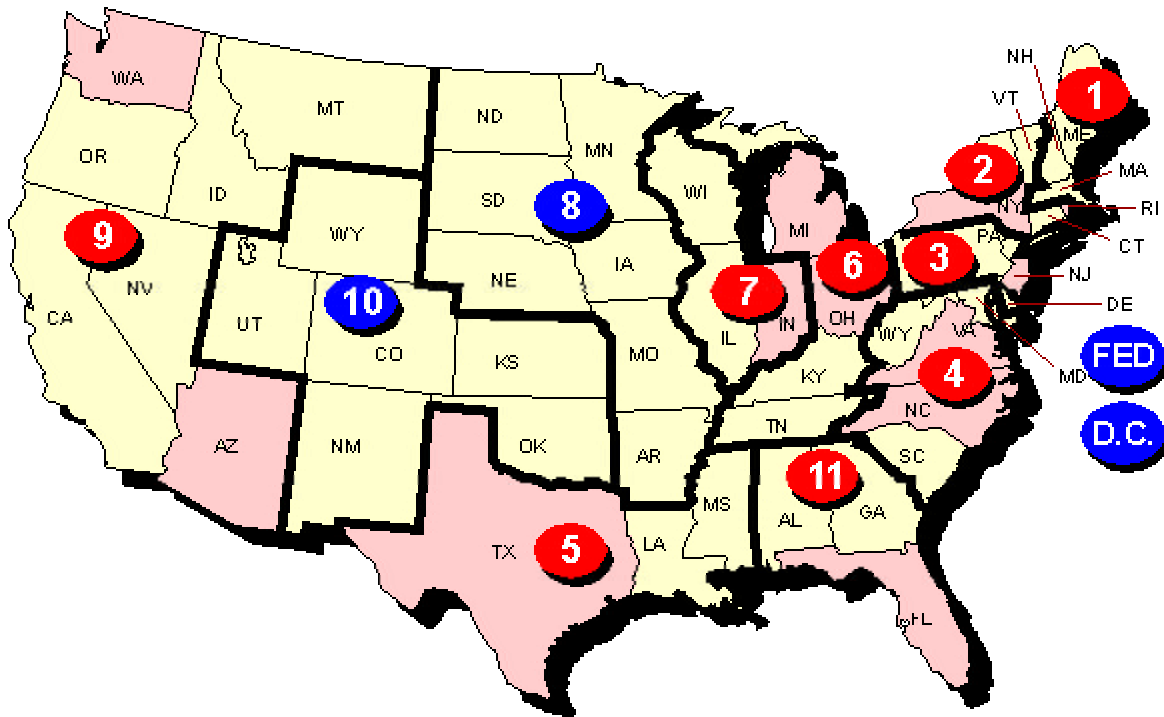 NH
WA
VT
1
MT
ND
ME
MN
OR
2
MA
ID
SD
8
WI
NY
RI
WY
MI
PA
CT
9
IA
6
3
NV
NE
7
NJ
10
CA
UT
IN
OH
DE
WY
VA
IL
CO
MO
FED
KS
KY
4
MD
NC
TN
D.C.
AZ
NM
OK
AR
SC
11
MS
AL
GA
TX
5
LA
FL